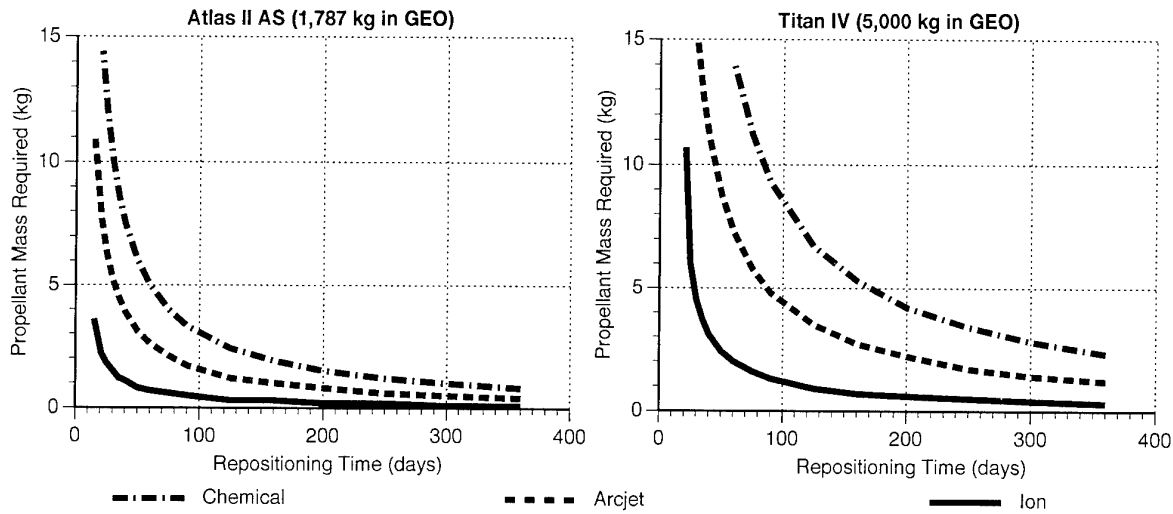 Atlas II AS (1,787 kg in GEO)
Propellant Mass Required (kg)
15
10
5
0
0 100 200 300 400
Repositioning Time (days)
Titan IV (5,000 kg in GEO)
Propellant Mass Required (kg)
15
10
5
0
0 100 200 300 400
Repositioning Time (days)
Chemical Arcjet Ion